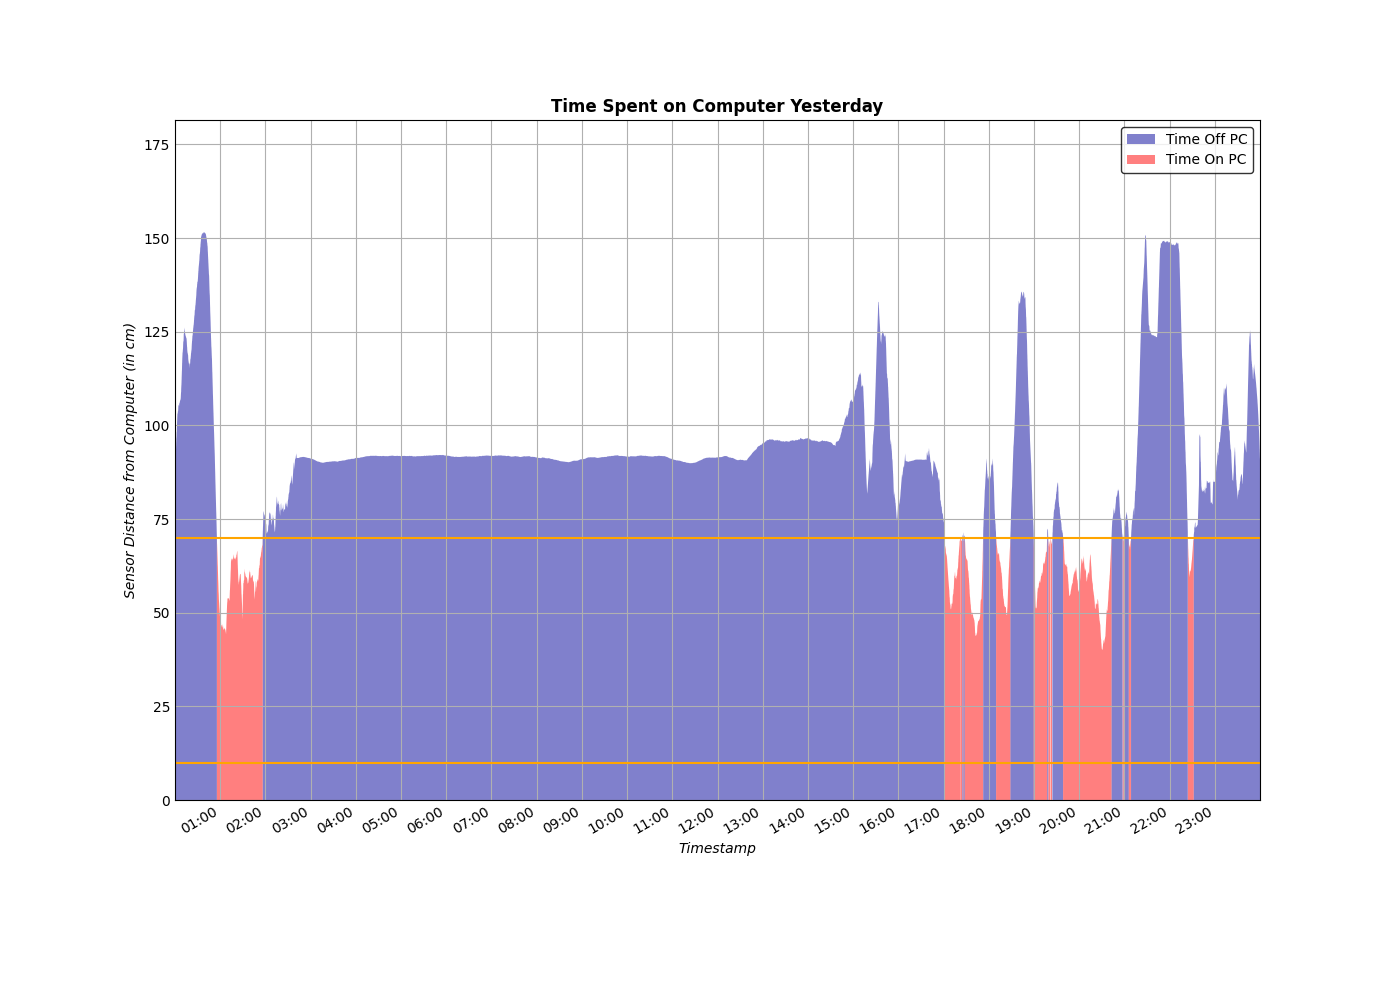 Time Spent on Computer Yesterday
Time Off PC
Time On PC
175
150
125
100
75
50
25
0
Sensor Distance from Computer (in cm)
01:00 02:00 03:00 04:00 05:00 06:00 07:00 08:00 09:00 10:00 11:00 12:00 13:00 14:00 15:00 16:00 17:00 18:00 19:00 20:00 21:00 22:00 23:00
Timestamp